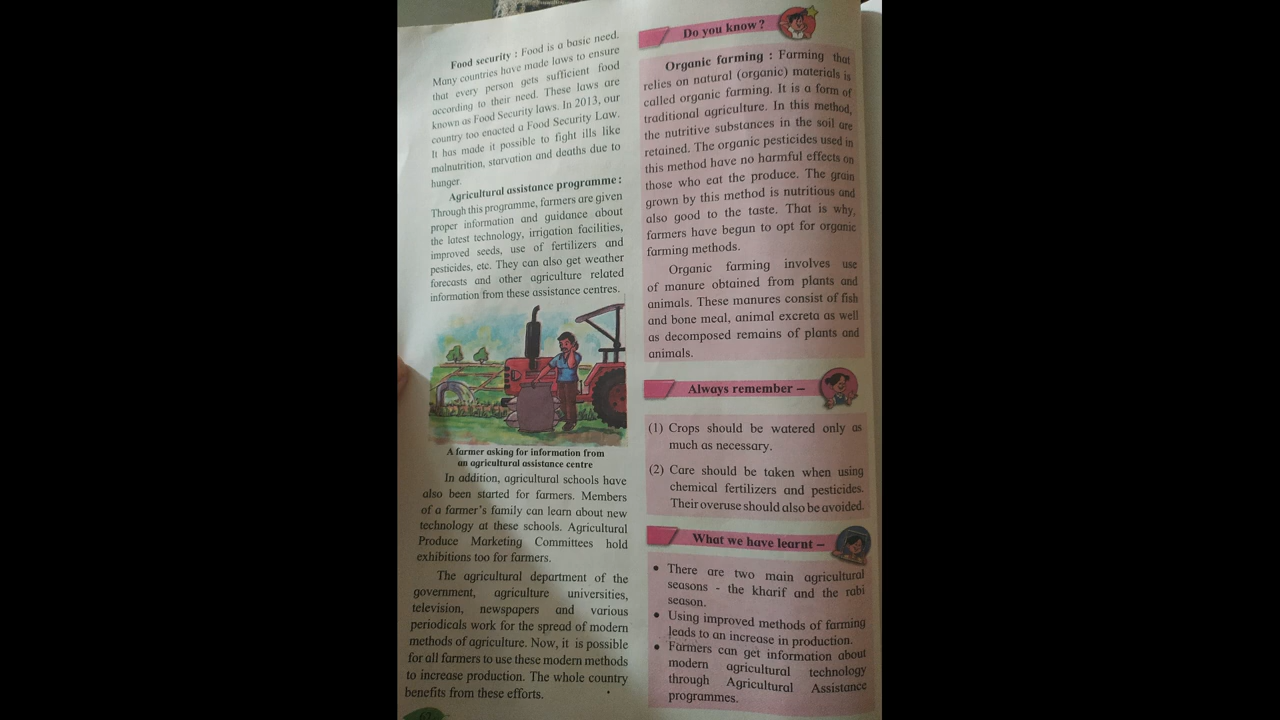 Food security : Food is a basic need.
Many countries have made laws to ensure
that every person gets sufficient food
according to their need. These laws are
known as Food Security laws. In 2013, our
country too enacted a Food Security Law.
It has made it possible to fight ills like
malnutrition, starvation and deaths due to
hunger.
Agricultural assistance programme :
Through this programme, farmers are given
proper information and guidance about
the latest technology, irrigation facilities,
improved seeds, use of fertilizers and
pesticides, etc. They can also get weather
forecasts and other agriculture related
information from these assistance centres.
A farmer asking for information from
an agricultural assistance centre
In addition, agricultural schools have
also been started for farmers. Members
of a farmer's family can learn about new
technology at these schools. Agricultural
Produce Marketing Committees hold
exhibitions too for farmers.
The agricultural department of the
government, agriculture universities,
television, newspapers and various
periodicals work for the spread of modern
methods of agriculture. Now, it is possible
for all farmers to use these modern methods
to increase production. The whole country
benefits from these efforts.
Do you know ?
Organic farming : Farming that
relies on natural (organic) materials is
called organic farming. It is a form of
traditional agriculture. In this method,
the nutritive substances in the soil are
retained. The organic pesticides used in
this method have no harmful effects on
those who eat the produce. The grain
grown by this method is nutritious and
also good to the taste. That is why,
farmers have begun to opt for organic
farming methods.
Organic farming involves use
of manure obtained from plants and
animals. These manures consist of fish
and bone meal, animal excreta as well
as decomposed remains of plants and
animals.
Always remember –
(1) Crops should be watered only as
much as necessary.
(2) Care should be taken when using
chemical fertilizers and pesticides.
Their overuse should also be avoided.
What we have learnt –
• There are two main agricultural
seasons - the kharif and the rabi
season.
• Using improved methods of farming
leads to an increase in production.
• Farmers can get information about
modern agricultural technology
through Agricultural Assistance
programmes.